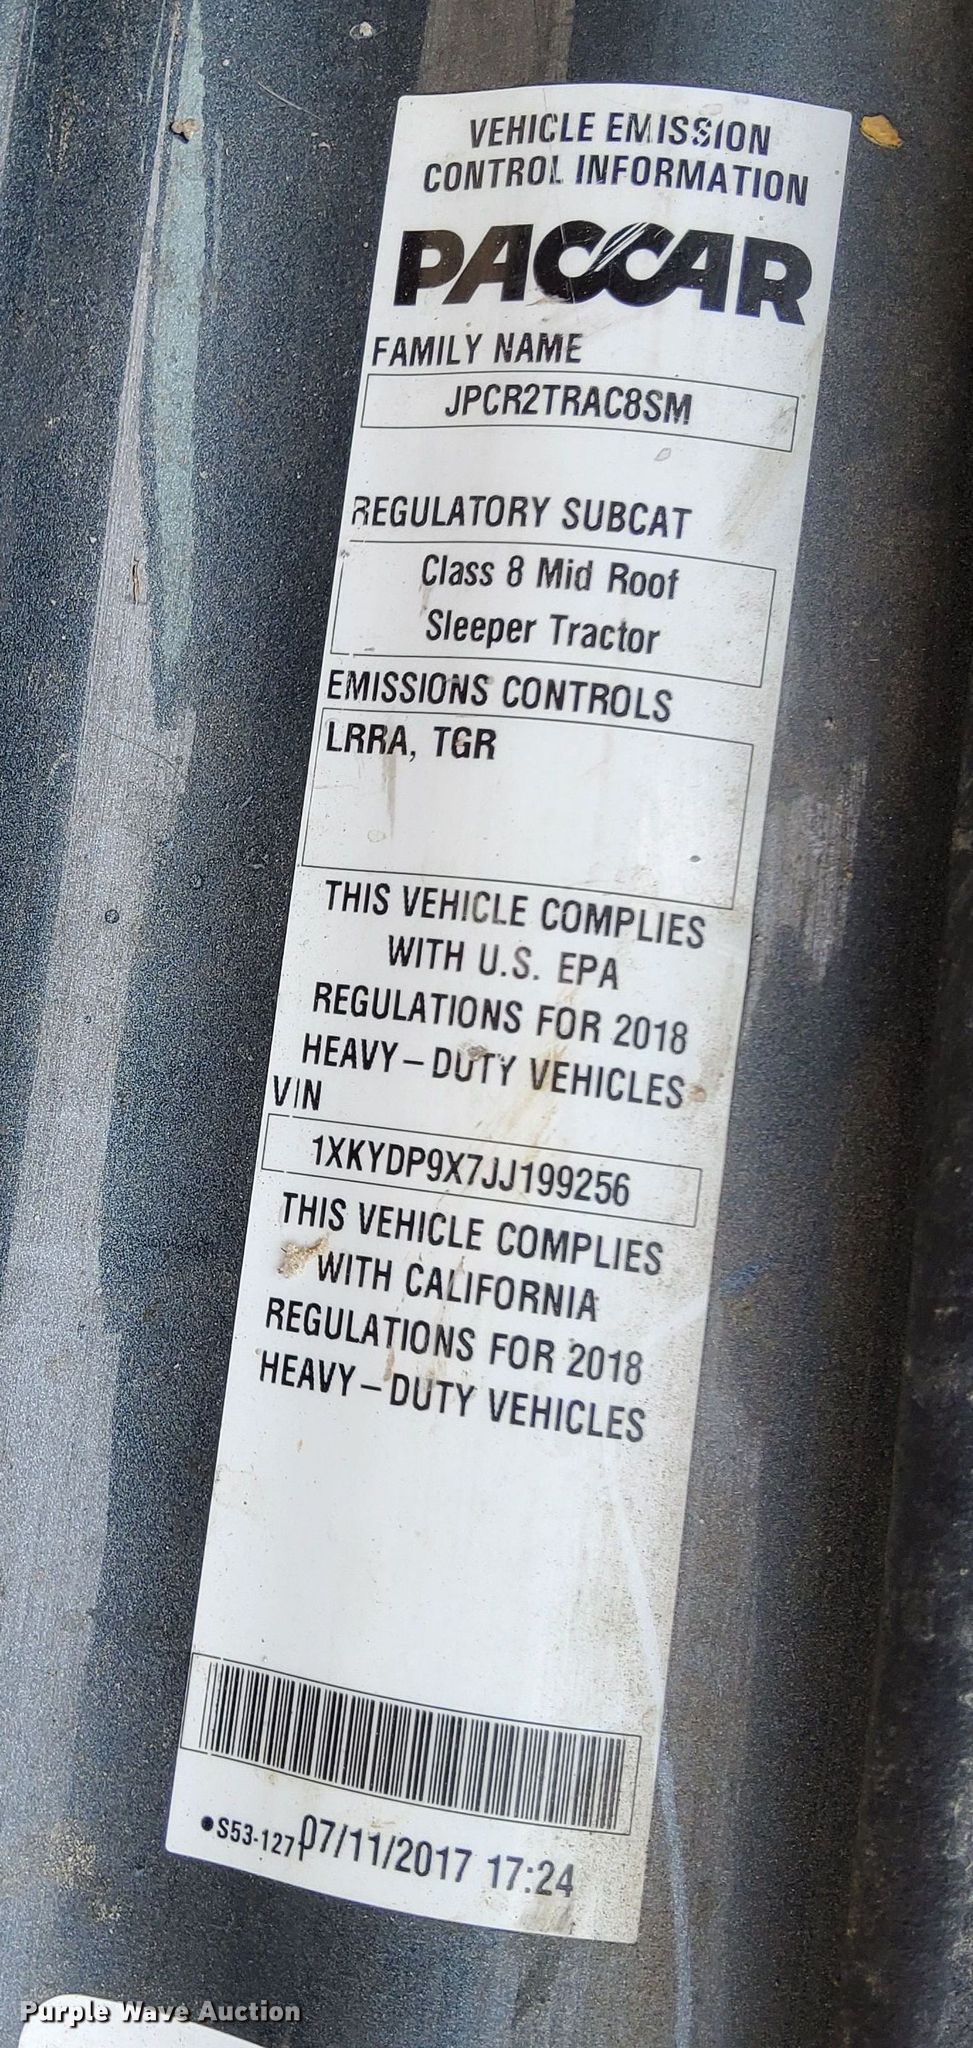 VEHICLE EMISSION
CONTROL INFORMATION
PACCAR
FAMILY NAME
JPCR2TRAC8SM
REGULATORY SUBCAT
Class 8 Mid Roof
Sleeper Tractor
EMISSIONS CONTROLS
LRRA, TGR
THIS VEHICLE COMPLIES
WITH U.S. EPA
REGULATIONS FOR 2018
HEAVY-DUTY VEHICLES
VIN
1XKYDP9X7JJ199256
THIS VEHICLE COMPLIES
WITH CALIFORNIA
REGULATIONS FOR 2018
HEAVY-DUTY VEHICLES
•S53-127 07/11/2017 17:24
Purple Wave Auction